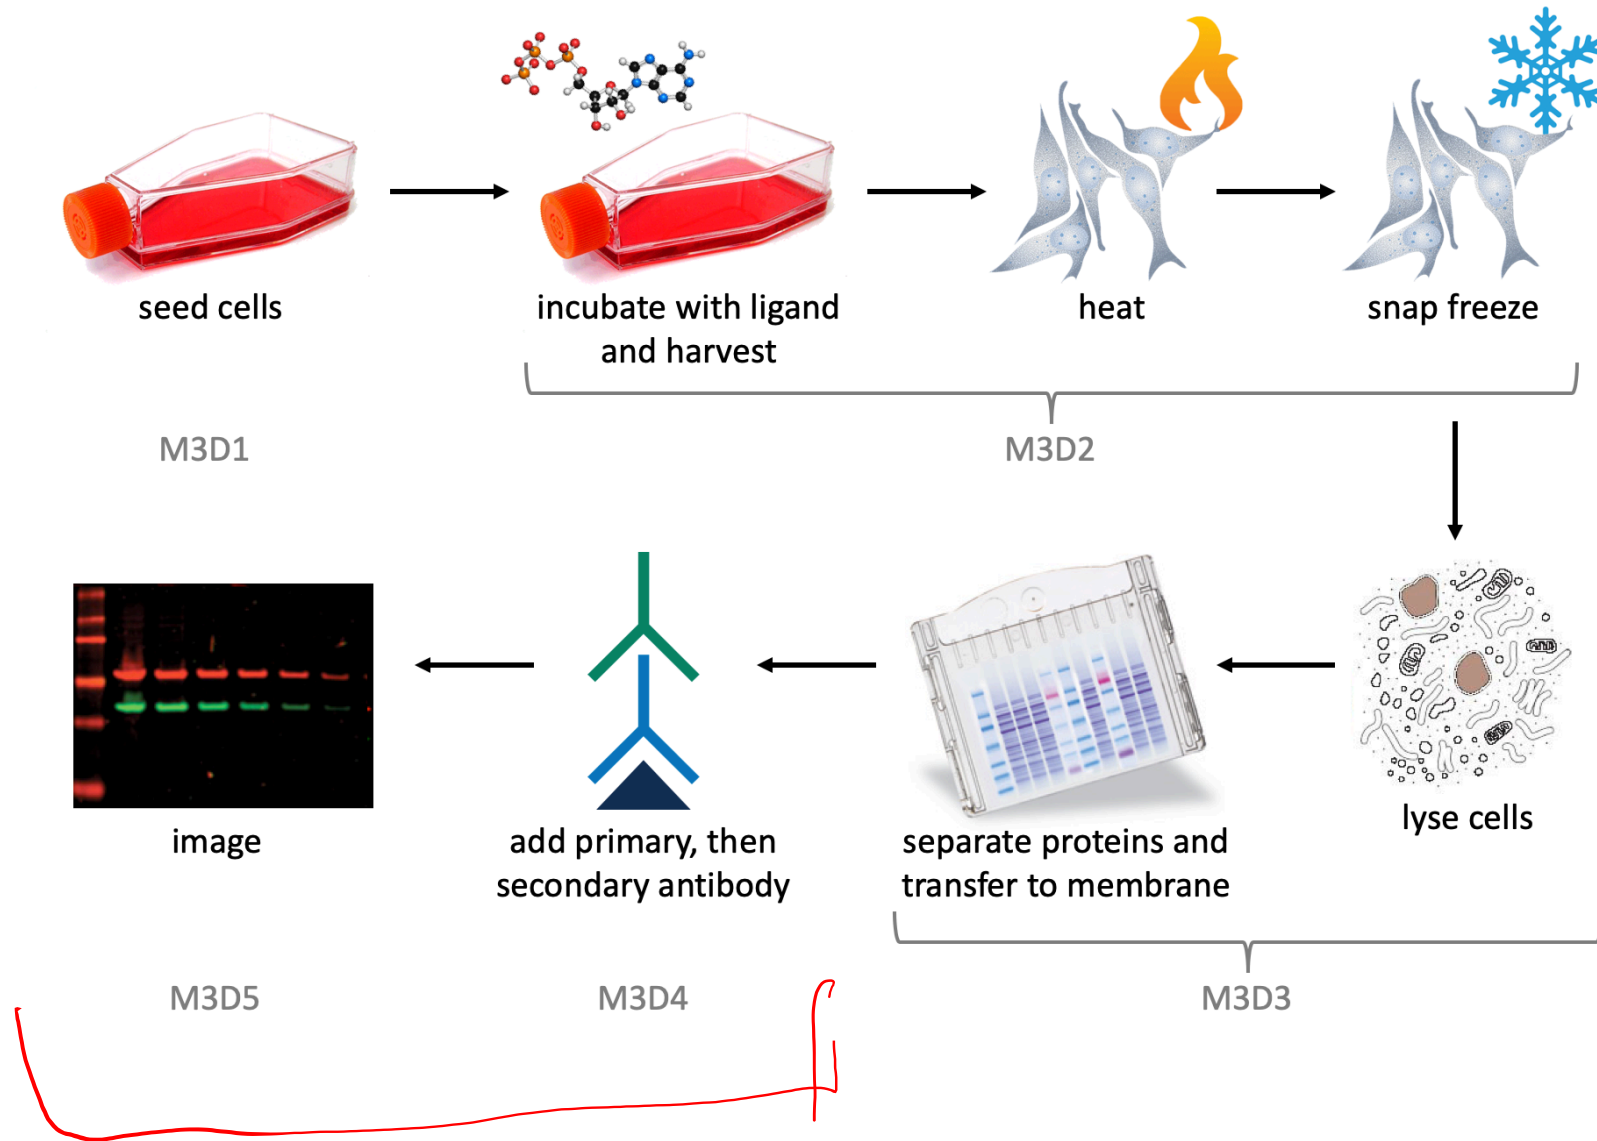 seed cells
incubate with ligand
and harvest
heat
snap freeze
M3D1
M3D2
lyse cells
separate proteins and
transfer to membrane
add primary, then
secondary antibody
image
M3D5
M3D4
M3D3